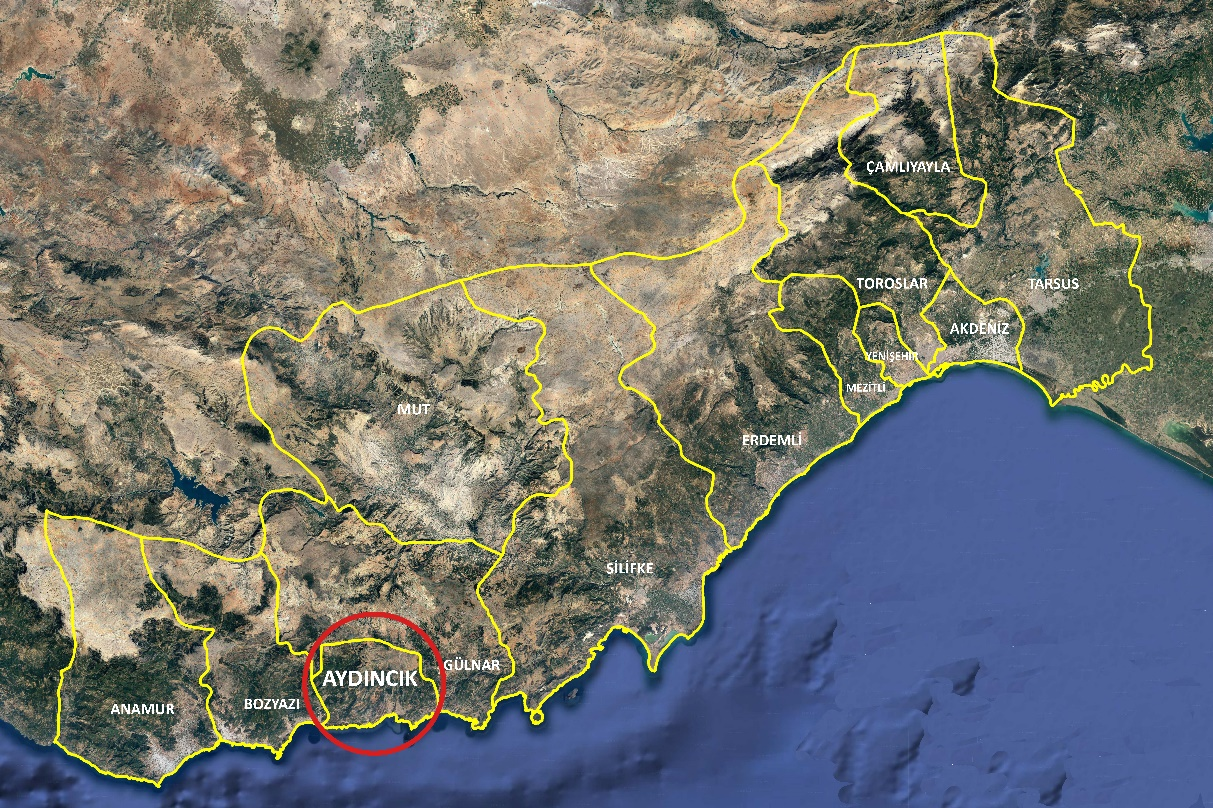 ÇAMLIYAYLA
TOROSLAR
TARSUS
AKDENİZ
YENİŞEHİR
MEZİTLİ
MUT
ERDEMLİ
SİLİFKE
GÜLNAR
AYDINCIK
BOZYAZI
ANAMUR